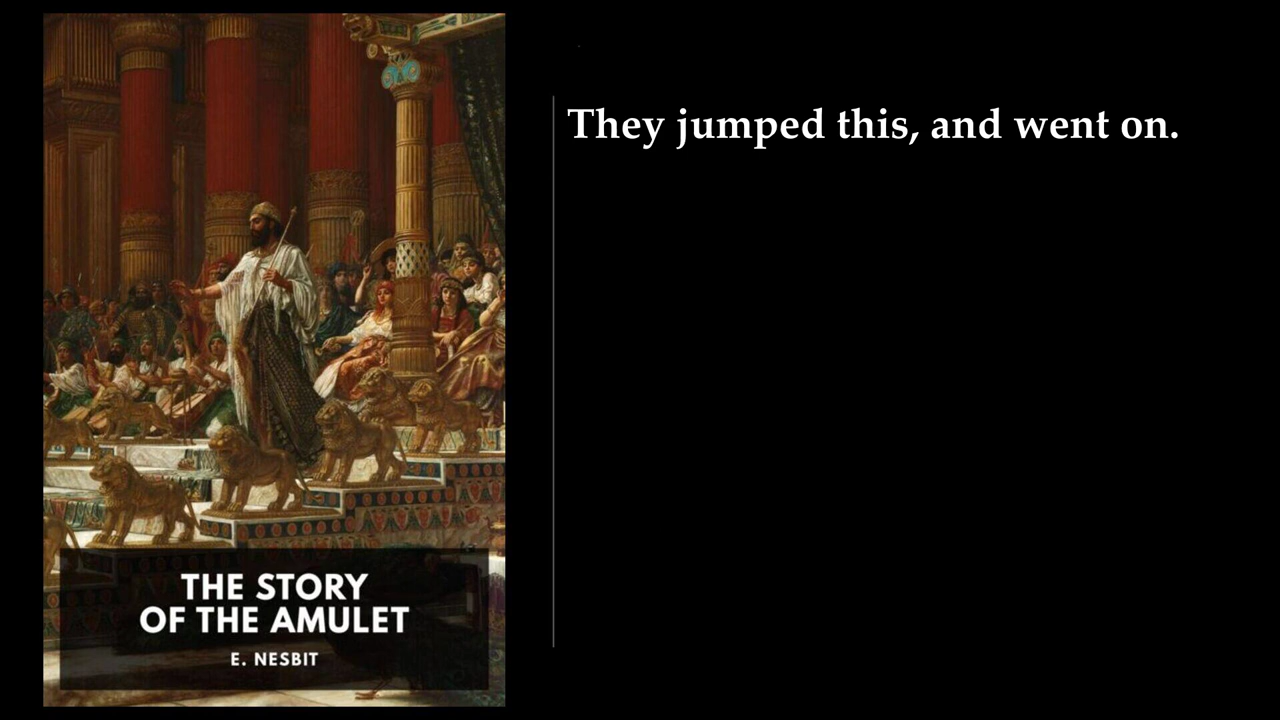 They jumped this, and went on.
THE STORY
OF THE AMULET
E. NESBIT